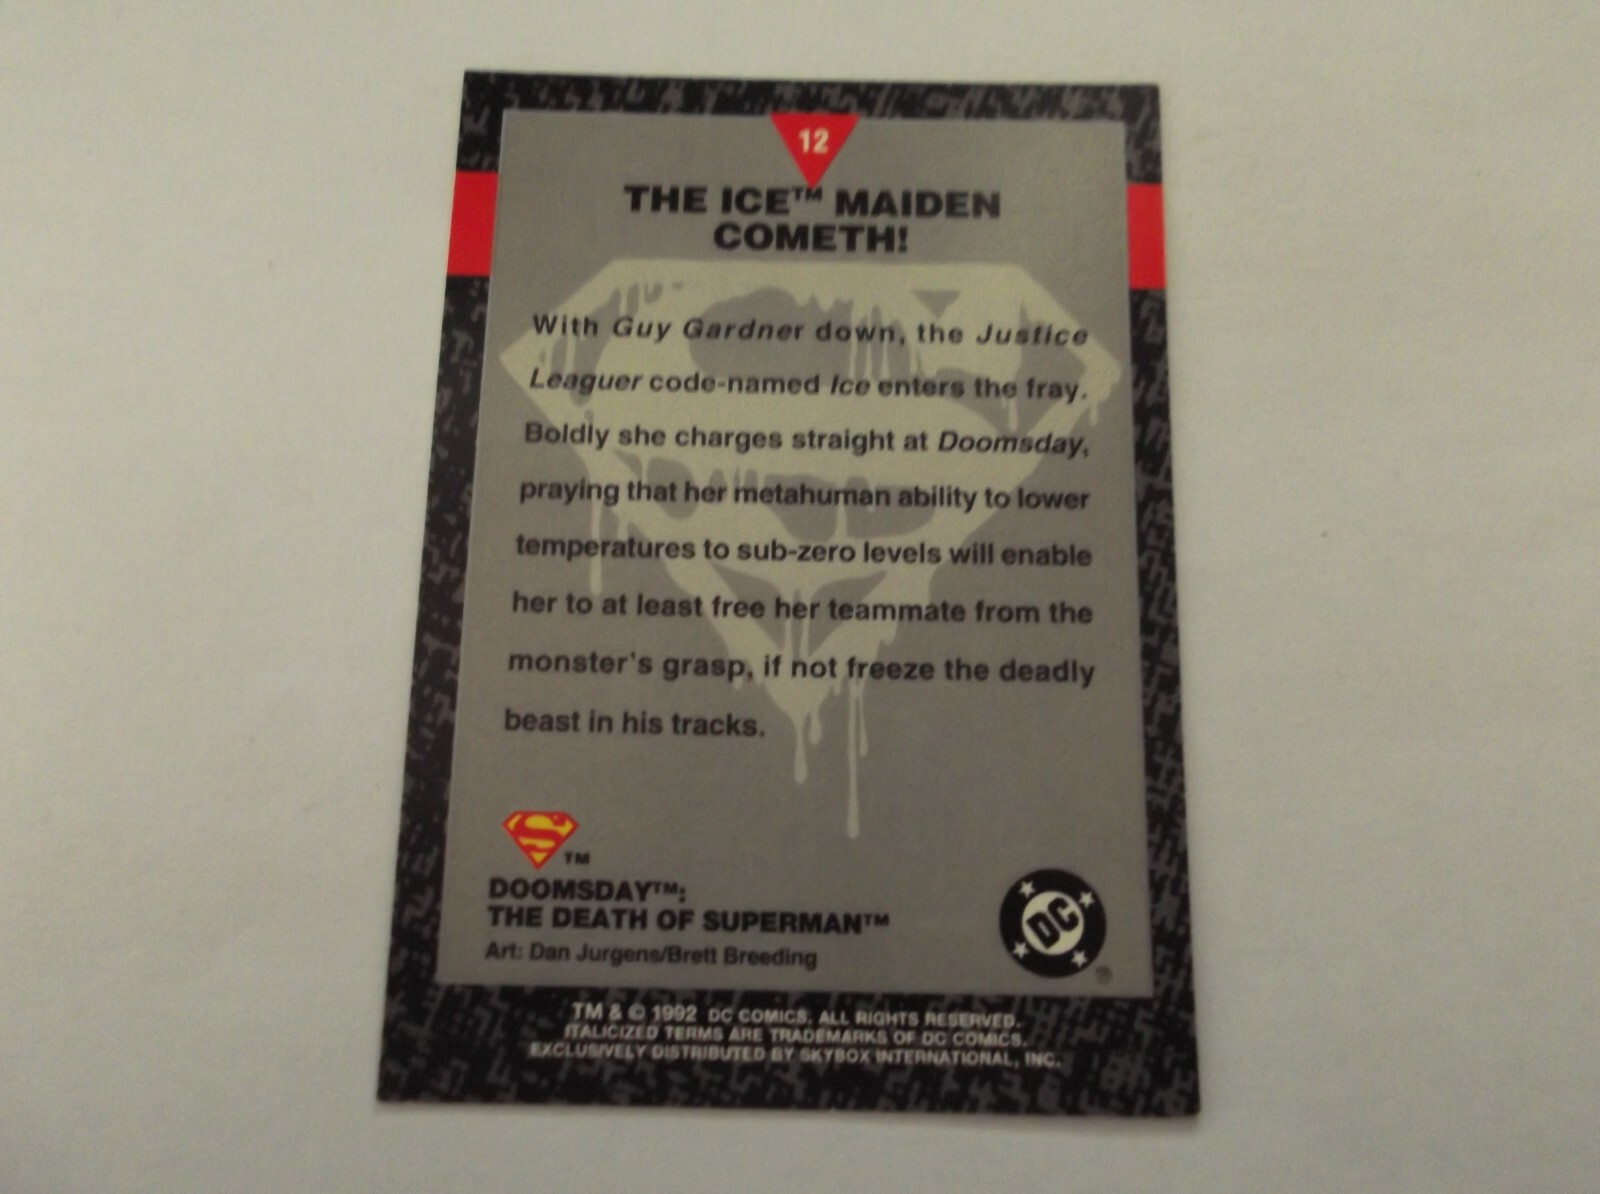 12
THE ICE™ MAIDEN
COMETH!
With Guy Gardner down, the Justice
Leaguer code-named Ice enters the fray.
Boldly she charges straight at Doomsday,
praying that her metahuman ability to lower
temperatures to sub-zero levels will enable
her to at least free her teammate from the
monster's grasp, if not freeze the deadly
beast in his tracks.
S TM
DOOMSDAY™:
THE DEATH OF SUPERMAN™
Art: Dan Jurgens/Brett Breeding
DC ®
TM & © 1992 DC COMICS. ALL RIGHTS RESERVED.
ITALICIZED TERMS ARE TRADEMARKS OF DC COMICS.
EXCLUSIVELY DISTRIBUTED BY SKYBOX INTERNATIONAL, INC.